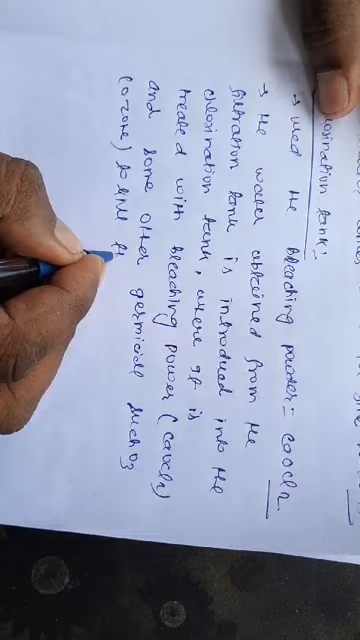 chlorination tank:
→ used the bleaching powder = CaOCl2.
→ the water obtained from the
filtration tank is introduced into the
chlorination tank, where it is
treated with bleaching power (CaOCl2)
and some other germicide such O3
(ozone) to kill